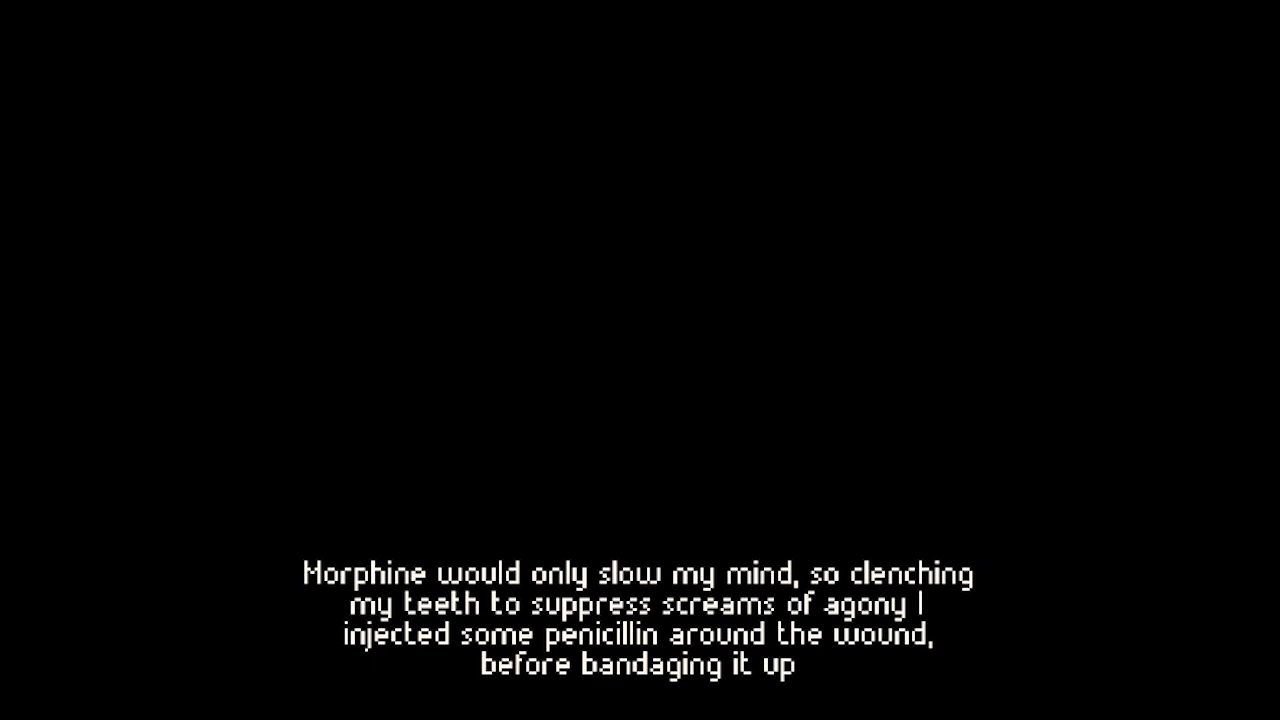 Morphine would only slow my mind, so clenching
my teeth to suppress screams of agony I
injected some penicillin around the wound,
before bandaging it up